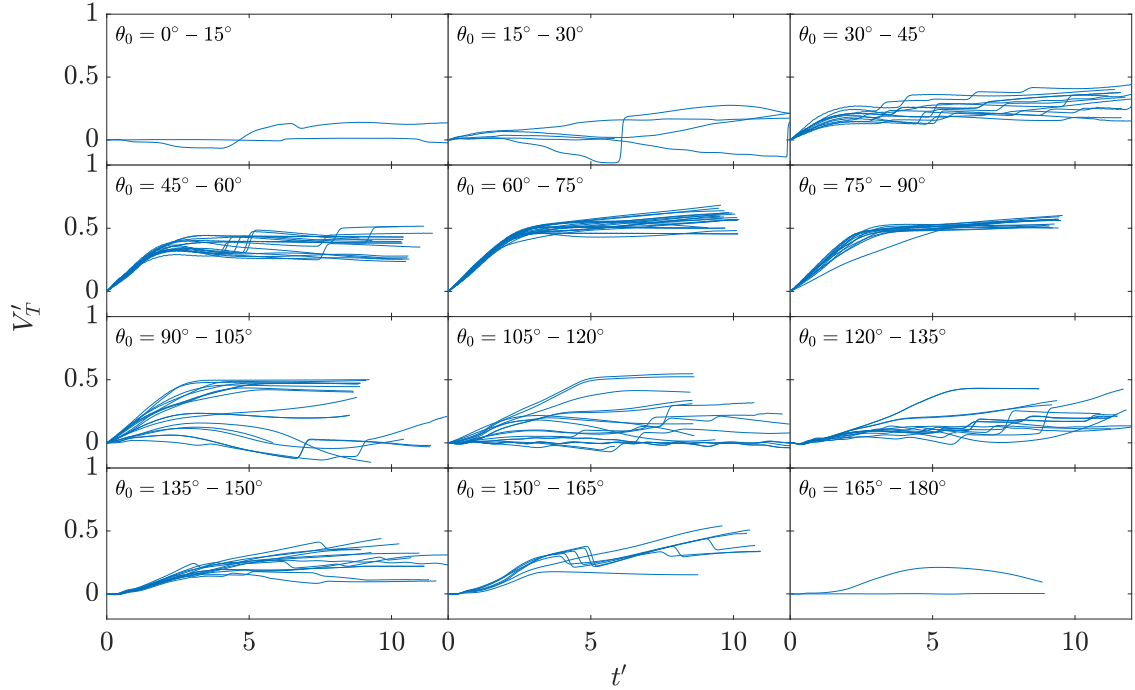 1
θ₀ = 0° − 15°
θ₀ = 15° − 30°
θ₀ = 30° − 45°
0.5
0
1
θ₀ = 45° − 60°
θ₀ = 60° − 75°
θ₀ = 75° − 90°
0.5
0
V′_T
1
θ₀ = 90° − 105°
θ₀ = 105° − 120°
θ₀ = 120° − 135°
0.5
0
1
θ₀ = 135° − 150°
θ₀ = 150° − 165°
θ₀ = 165° − 180°
0.5
0
0 5 10 0 5 10 0 5 10
t′